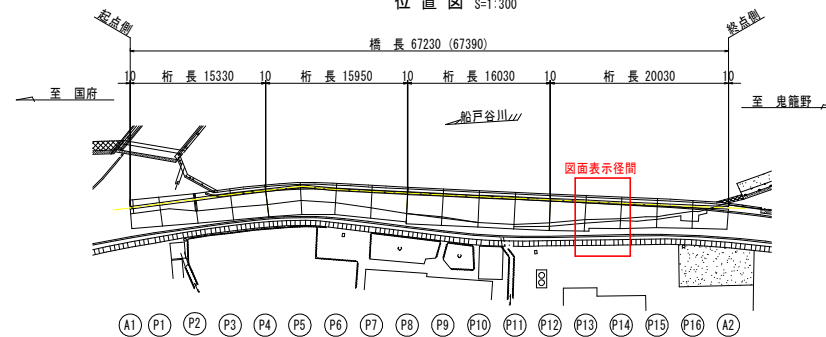 位 置 図 S=1:300
起点側
終点側
橋 長 67230 (67390)
10 桁 長 15330 10 桁 長 15950 10 桁 長 16030 10 桁 長 20030 10
至 国府
至 鬼籠野
船戸谷川
図面表示径間
A1 P1 P2 P3 P4 P5 P6 P7 P8 P9 P10 P11 P12 P13 P14 P15 P16 A2